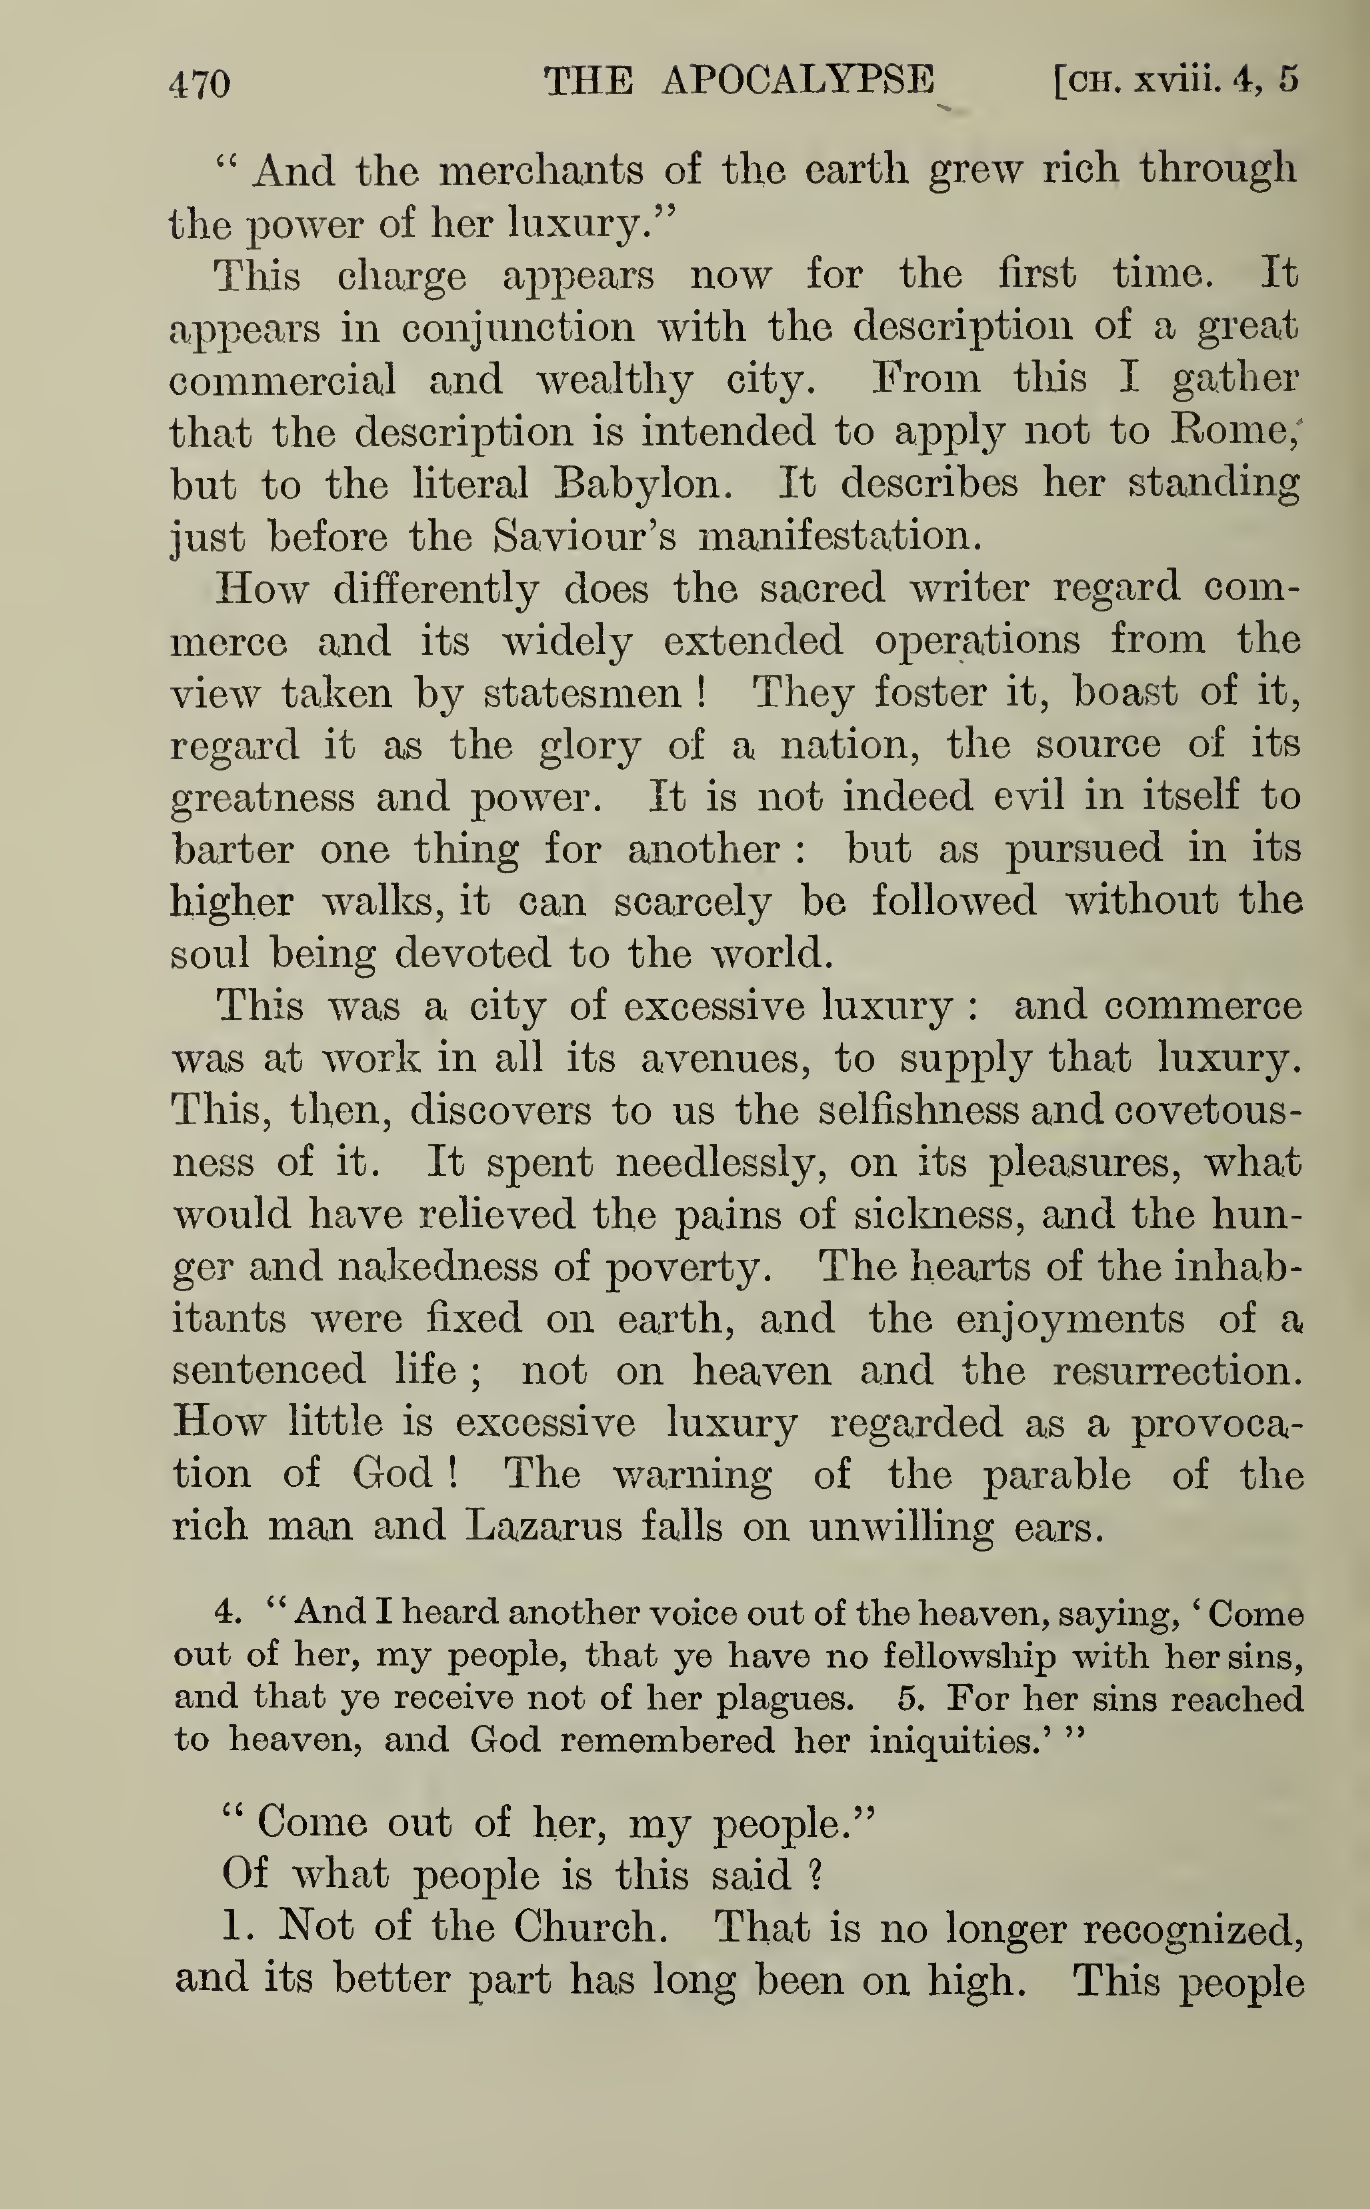 470 THE APOCALYPSE [CH. xviii. 4, 5
“ And the merchants of the earth grew rich through
the power of her luxury.”
This charge appears now for the first time. It
appears in conjunction with the description of a great
commercial and wealthy city. From this I gather
that the description is intended to apply not to Rome,
but to the literal Babylon. It describes her standing
just before the Saviour’s manifestation.
How differently does the sacred writer regard com-
merce and its widely extended operations from the
view taken by statesmen ! They foster it, boast of it,
regard it as the glory of a nation, the source of its
greatness and power. It is not indeed evil in itself to
barter one thing for another : but as pursued in its
higher walks, it can scarcely be followed without the
soul being devoted to the world.
This was a city of excessive luxury : and commerce
was at work in all its avenues, to supply that luxury.
This, then, discovers to us the selfishness and covetous-
ness of it. It spent needlessly, on its pleasures, what
would have relieved the pains of sickness, and the hun-
ger and nakedness of poverty. The hearts of the inhab-
itants were fixed on earth, and the enjoyments of a
sentenced life ; not on heaven and the resurrection.
How little is excessive luxury regarded as a provoca-
tion of God ! The warning of the parable of the
rich man and Lazarus falls on unwilling ears.
4. “ And I heard another voice out of the heaven, saying, ‘ Come
out of her, my people, that ye have no fellowship with her sins,
and that ye receive not of her plagues. 5. For her sins reached
to heaven, and God remembered her iniquities.’ ”
“ Come out of her, my people.”
Of what people is this said ?
1. Not of the Church. That is no longer recognized,
and its better part has long been on high. This people